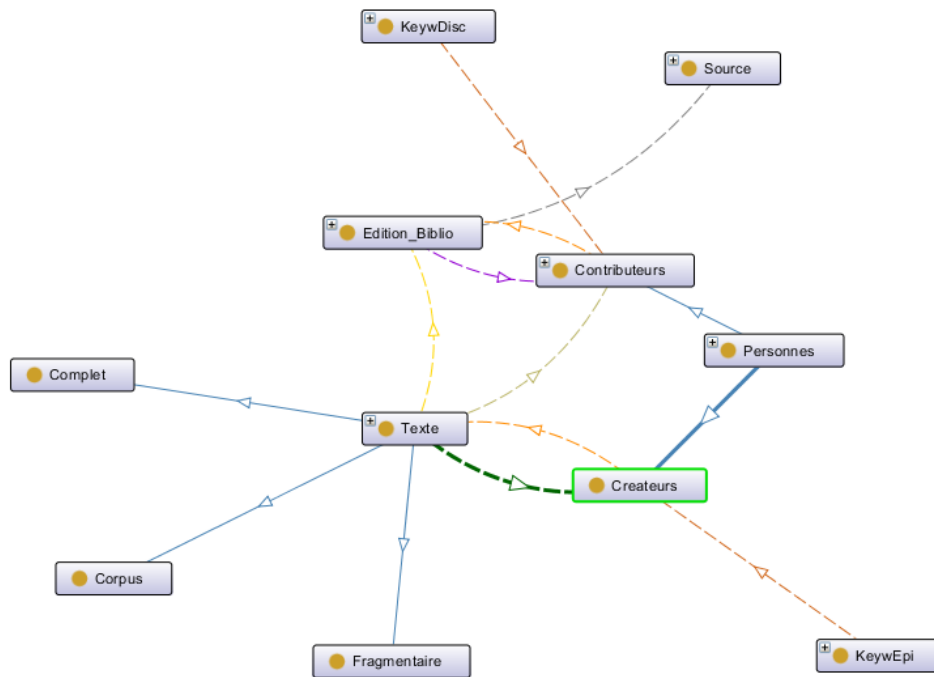 KeywDisc
Source
Edition_Biblio
Contributeurs
Personnes
Complet
Texte
Createurs
Corpus
Fragmentaire
KeywEpi